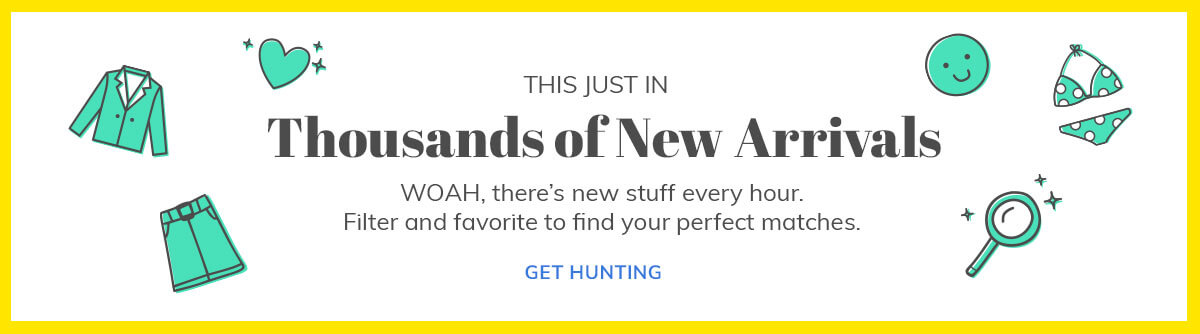 THIS JUST IN
Thousands of New Arrivals
WOAH, there’s new stuff every hour.
Filter and favorite to find your perfect matches.
GET HUNTING